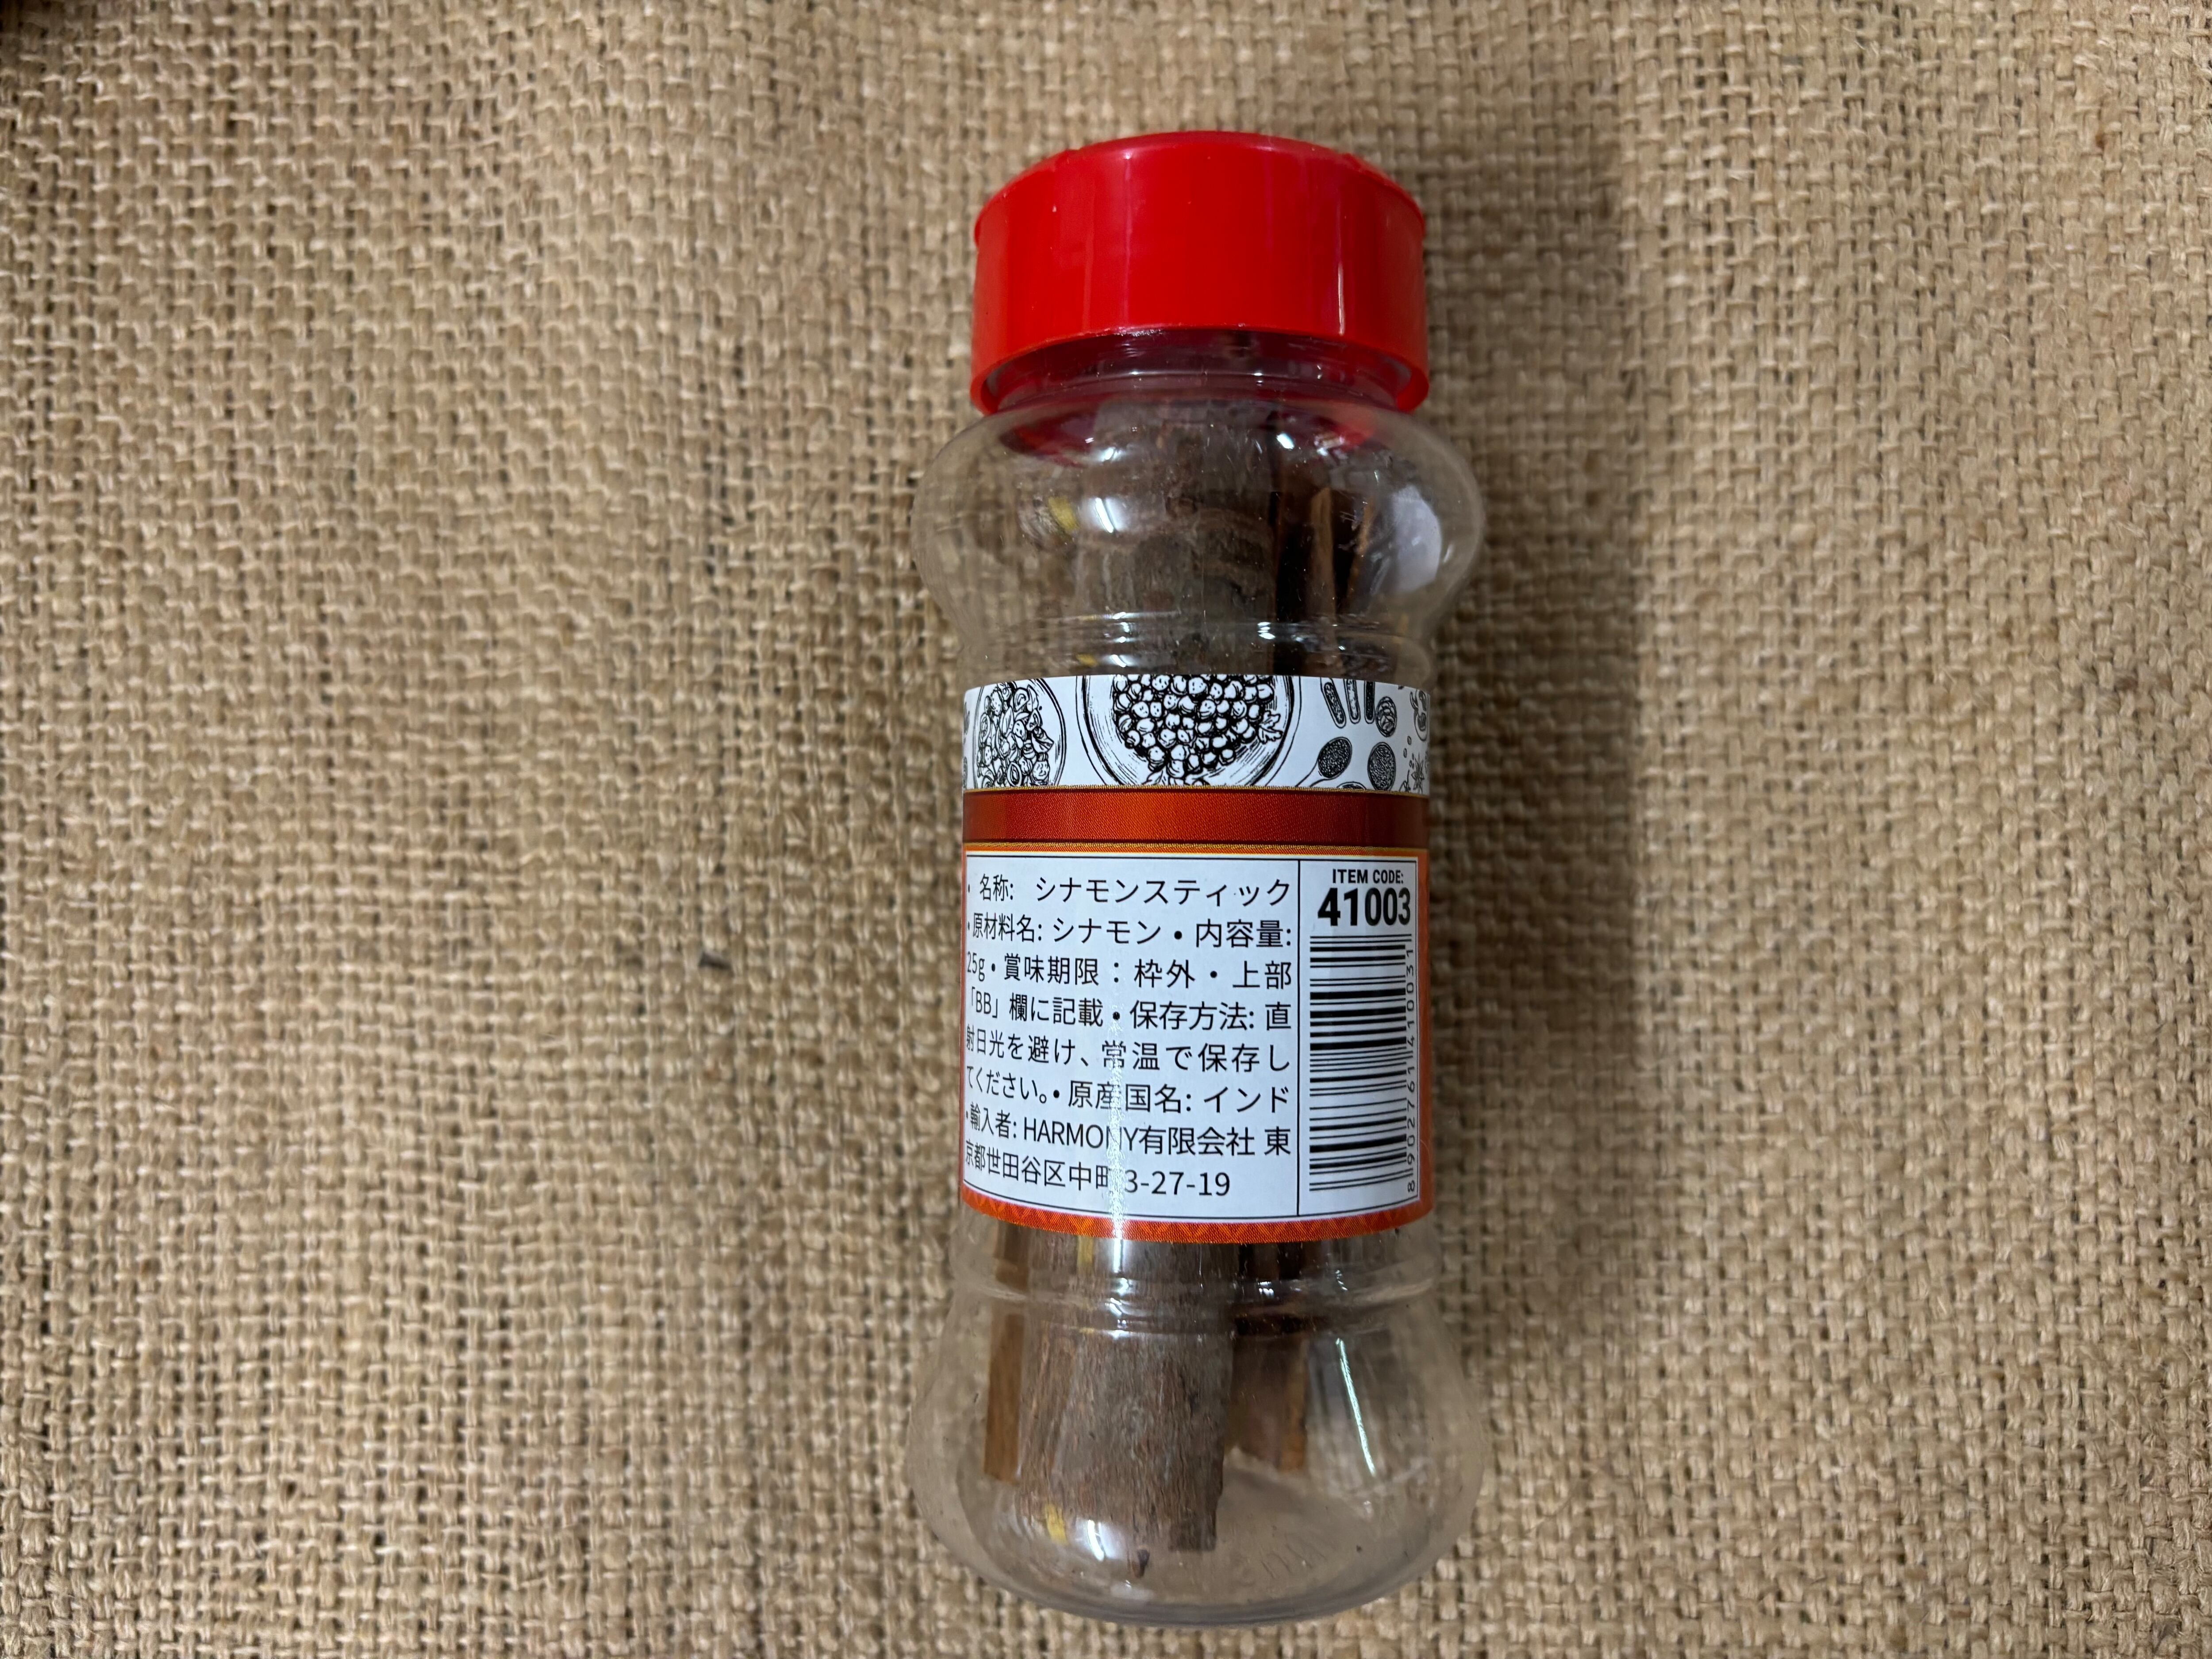 ・ 名称: シナモンスティック
・原材料名: シナモン • 内容量:
25g・賞味期限：枠外・上部
「BB」欄に記載 • 保存方法: 直
射日光を避け、常温で保存し
てください。• 原産国名: インド
・輸入者: HARMONY有限会社 東
京都世田谷区中町3-27-19
ITEM CODE:
41003
89027611410031